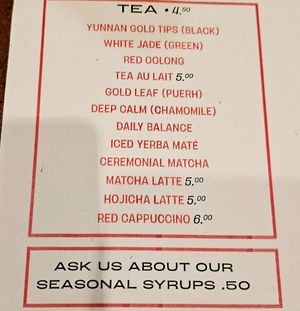 TEA • 4.50
YUNNAN GOLD TIPS (BLACK)
WHITE JADE (GREEN)
RED OOLONG
TEA AU LAIT 5.00
GOLD LEAF (PUERH)
DEEP CALM (CHAMOMILE)
DAILY BALANCE
ICED YERBA MATÉ
CEREMONIAL MATCHA
MATCHA LATTE 5.00
HOJICHA LATTE 5.00
RED CAPPUCCINO 6.00
ASK US ABOUT OUR
SEASONAL SYRUPS .50